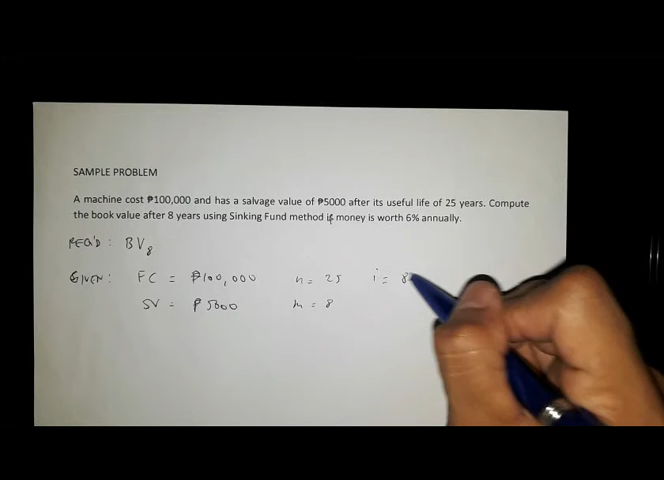 SAMPLE PROBLEM
A machine cost ₱100,000 and has a salvage value of ₱5000 after its useful life of 25 years. Compute
the book value after 8 years using Sinking Fund method if money is worth 6% annually.
REQ'D : BV8
GIVEN : FC = ₱100,000 n = 25 i = 8
SV = ₱5000 m = 8